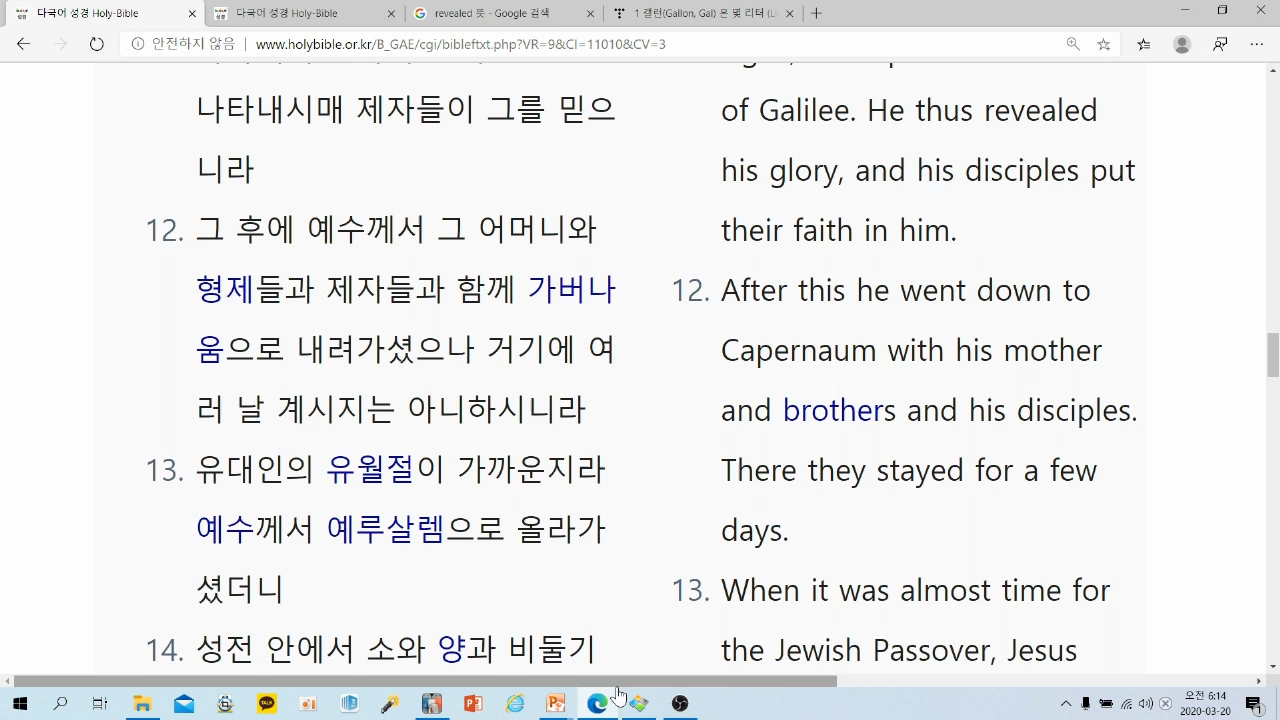 다국어 성경 Holy-Bible
다국어 성경 Holy-Bible
revealed 뜻 - Google 검색
1 갤런(Gallon, Gal) 은 몇 리터 (Li
안전하지 않음
www.holybible.or.kr/B_GAE/cgi/bibleftxt.php?VR=9&CI=11010&CV=3
나타내시매 제자들이 그를 믿으
니라
12. 그 후에 예수께서 그 어머니와
형제들과 제자들과 함께 가버나
움으로 내려가셨으나 거기에 여
러 날 계시지는 아니하시니라
13. 유대인의 유월절이 가까운지라
예수께서 예루살렘으로 올라가
셨더니
14. 성전 안에서 소와 양과 비둘기
of Galilee. He thus revealed
his glory, and his disciples put
their faith in him.
12. After this he went down to
Capernaum with his mother
and brothers and his disciples.
There they stayed for a few
days.
13. When it was almost time for
the Jewish Passover, Jesus
오전 6:14
2020-03-20